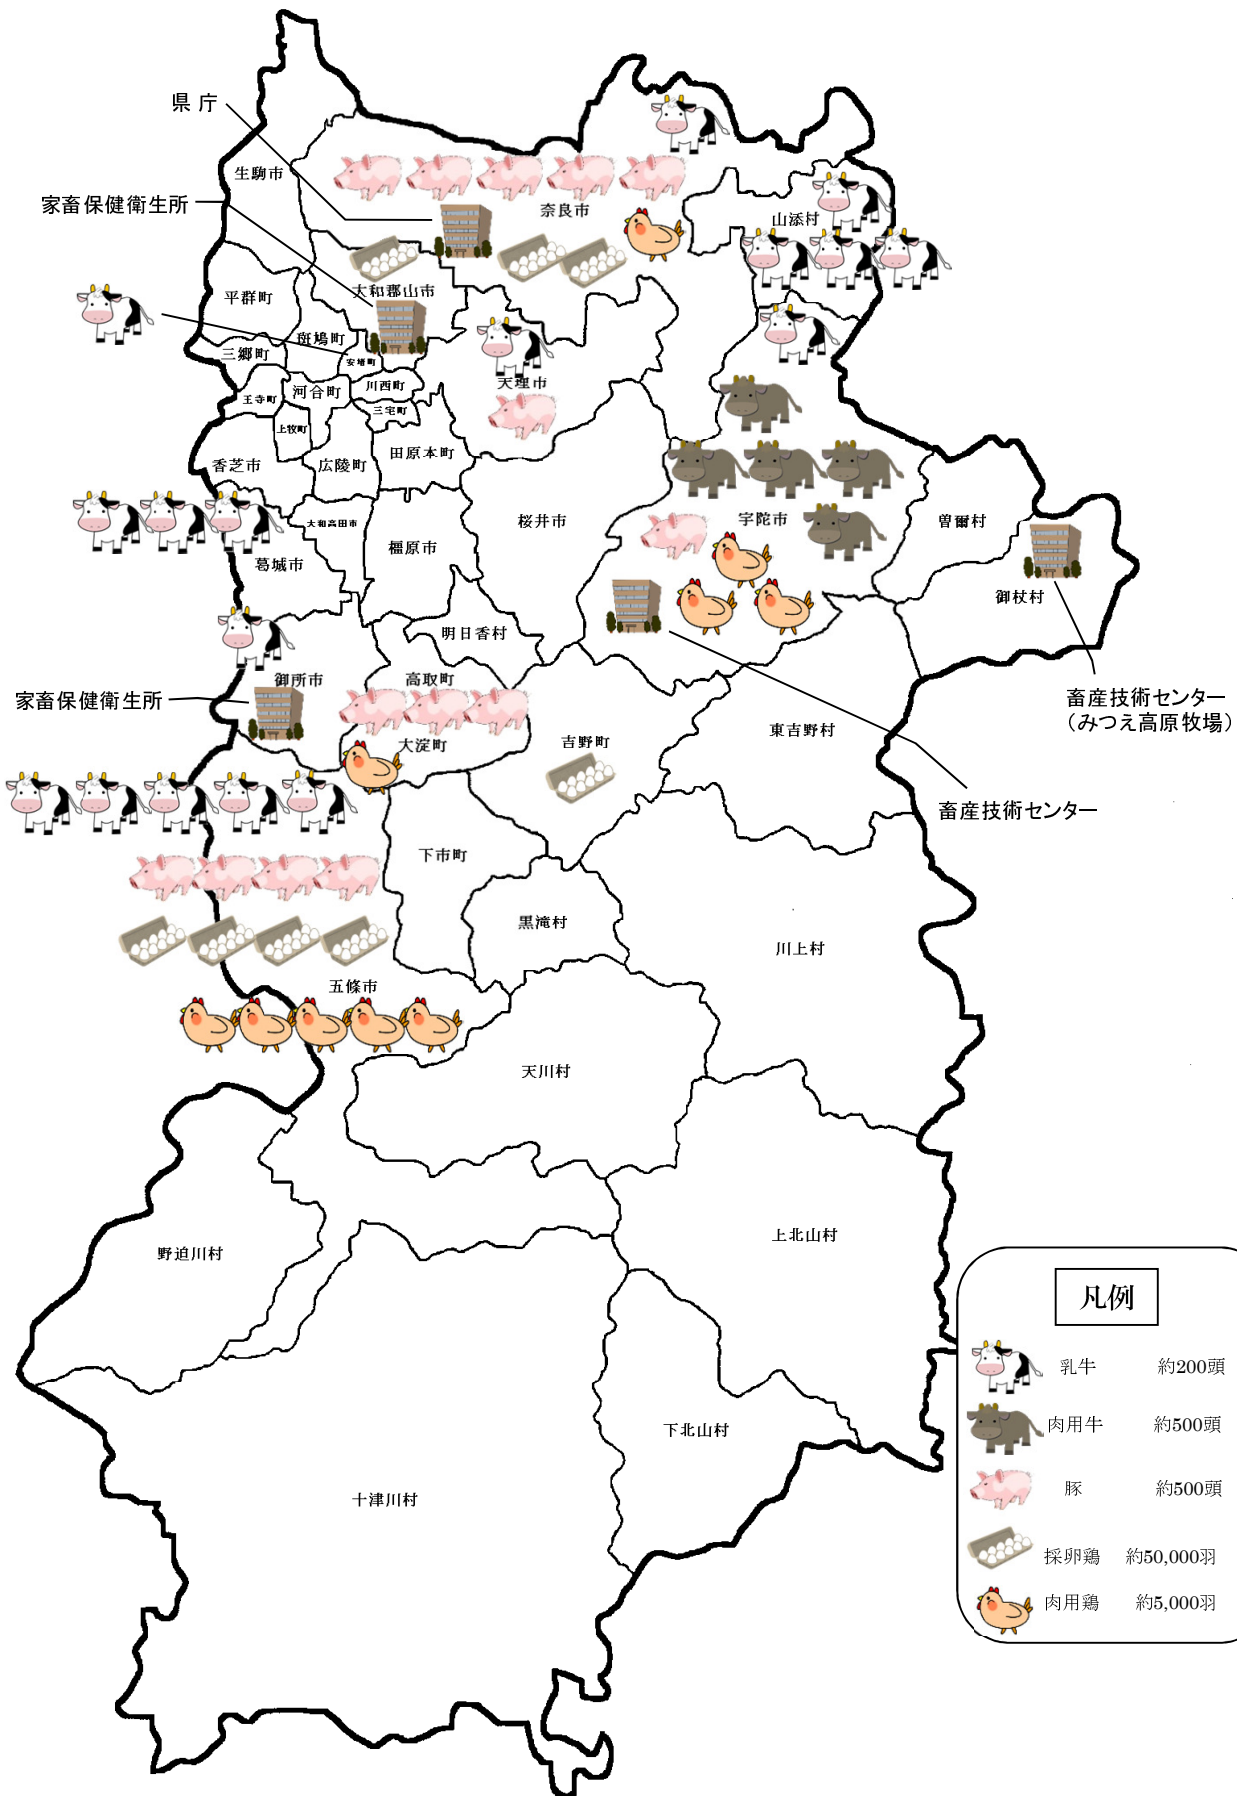 県庁
生駒市
家畜保健衛生所
奈良市
山添村
平群町
大和郡山市
斑鳩町
三郷町
安堵町
天理市
川西町
河合町
王寺町
三宅町
上牧町
田原本町
香芝市
広陵町
大和高田市
桜井市
宇陀市
曽爾村
橿原市
葛城市
御杖村
明日香村
御所市
高取町
家畜保健衛生所
畜産技術センター
（みつえ高原牧場）
東吉野村
吉野町
大淀町
畜産技術センター
下市町
黒滝村
川上村
五條市
天川村
上北山村
野迫川村
下北山村
十津川村
凡例
乳牛 約200頭
肉用牛 約500頭
豚 約500頭
採卵鶏 約50,000羽
肉用鶏 約5,000羽